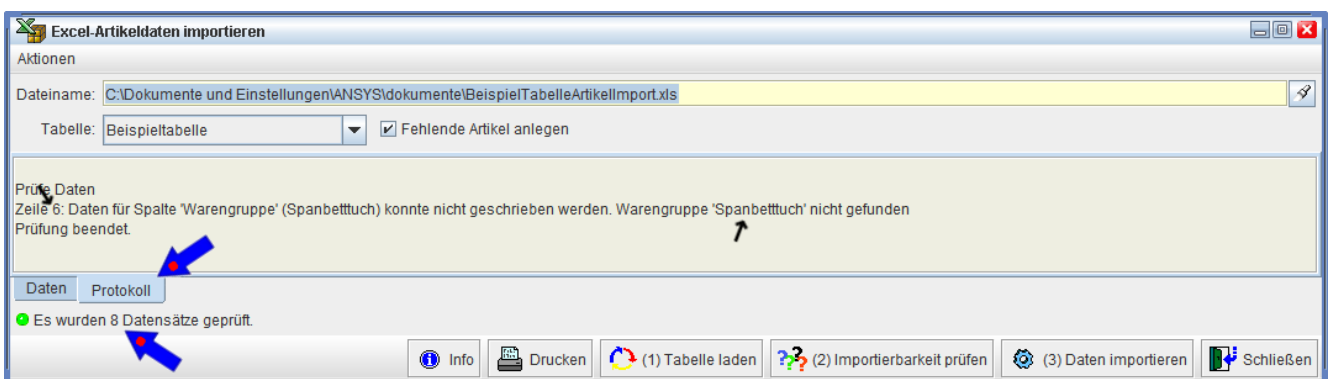 Excel-Artikeldaten importieren
Aktionen
Dateiname: C:\Dokumente und Einstellungen\ANSYS\dokumente\BeispielTabelleArtikelImport.xls
Tabelle: Beispieltabelle Fehlende Artikel anlegen
Prüfe Daten
Zeile 6: Daten für Spalte 'Warengruppe' (Spanbetttuch) konnte nicht geschrieben werden. Warengruppe 'Spanbetttuch' nicht gefunden
Prüfung beendet.
Daten Protokoll
Es wurden 8 Datensätze geprüft.
Info Drucken (1) Tabelle laden (2) Importierbarkeit prüfen (3) Daten importieren Schließen